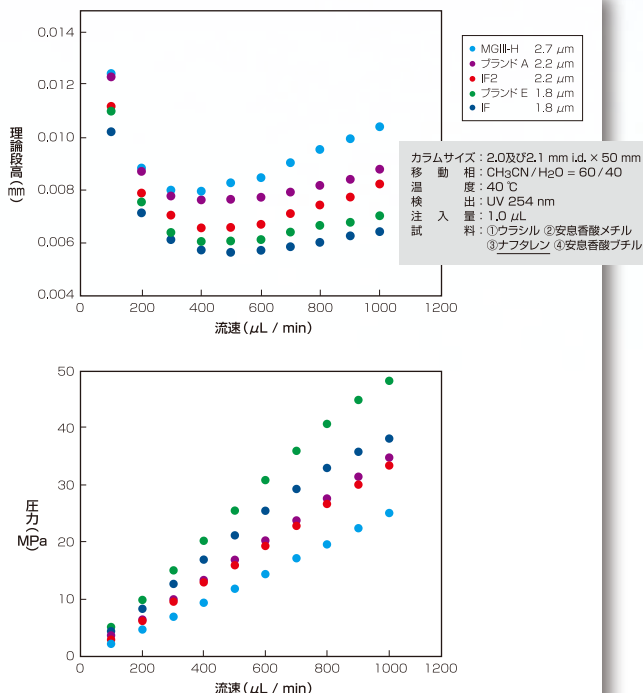 理論段高(mm)
0.014
0.012
0.010
0.008
0.006
0.004
0 200 400 600 800 1000 1200
流速(μL / min)
MGIII-H 2.7 μm
ブランド A 2.2 μm
IF2 2.2 μm
ブランド E 1.8 μm
IF 1.8 μm
カラムサイズ：2.0及び2.1 mm i.d. × 50 mm
移動相：CH3CN / H2O = 60 / 40
温度：40 ℃
検出：UV 254 nm
注入量：1.0 μL
試料：①ウラシル ②安息香酸メチル
③ナフタレン ④安息香酸ブチル
圧力(MPa)
50
40
30
20
10
0
0 200 400 600 800 1000 1200
流速(μL / min)